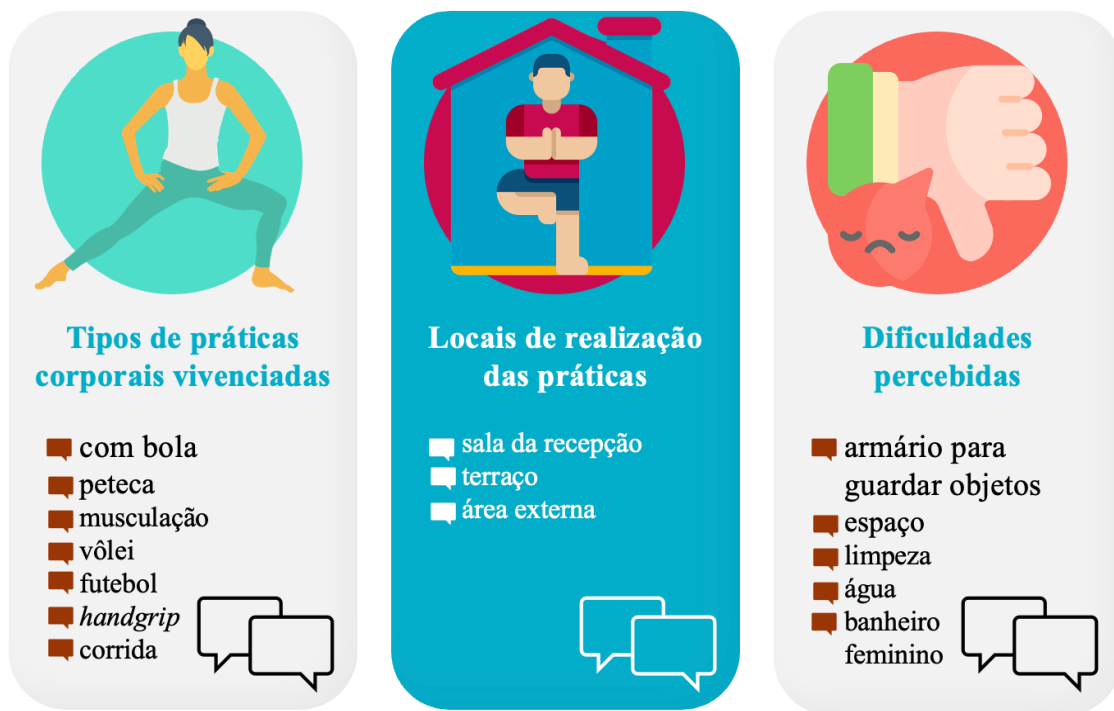 Tipos de práticas
corporais vivenciadas
com bola
peteca
musculação
vôlei
futebol
handgrip
corrida
Locais de realização
das práticas
sala da recepção
terraço
área externa
Dificuldades
percebidas
armário para
guardar objetos
espaço
limpeza
água
banheiro
feminino